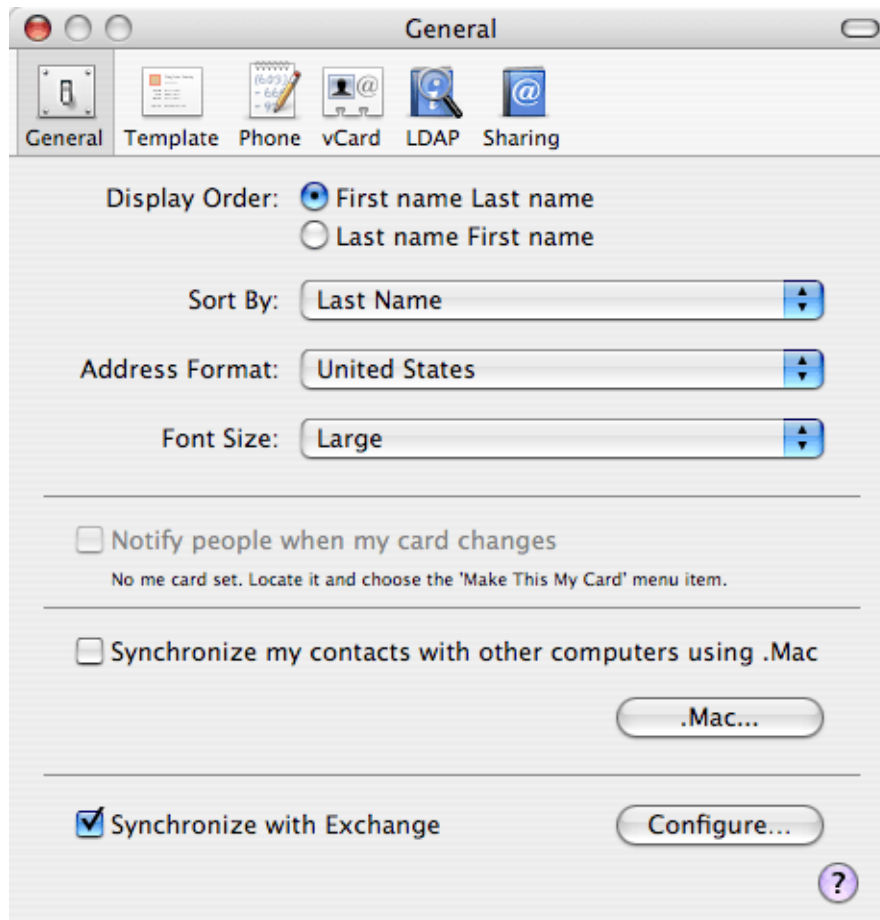 General
General Template Phone vCard LDAP Sharing
Display Order: First name Last name
Last name First name
Sort By: Last Name
Address Format: United States
Font Size: Large
Notify people when my card changes
No me card set. Locate it and choose the 'Make This My Card' menu item.
Synchronize my contacts with other computers using .Mac
.Mac...
Synchronize with Exchange Configure...
?